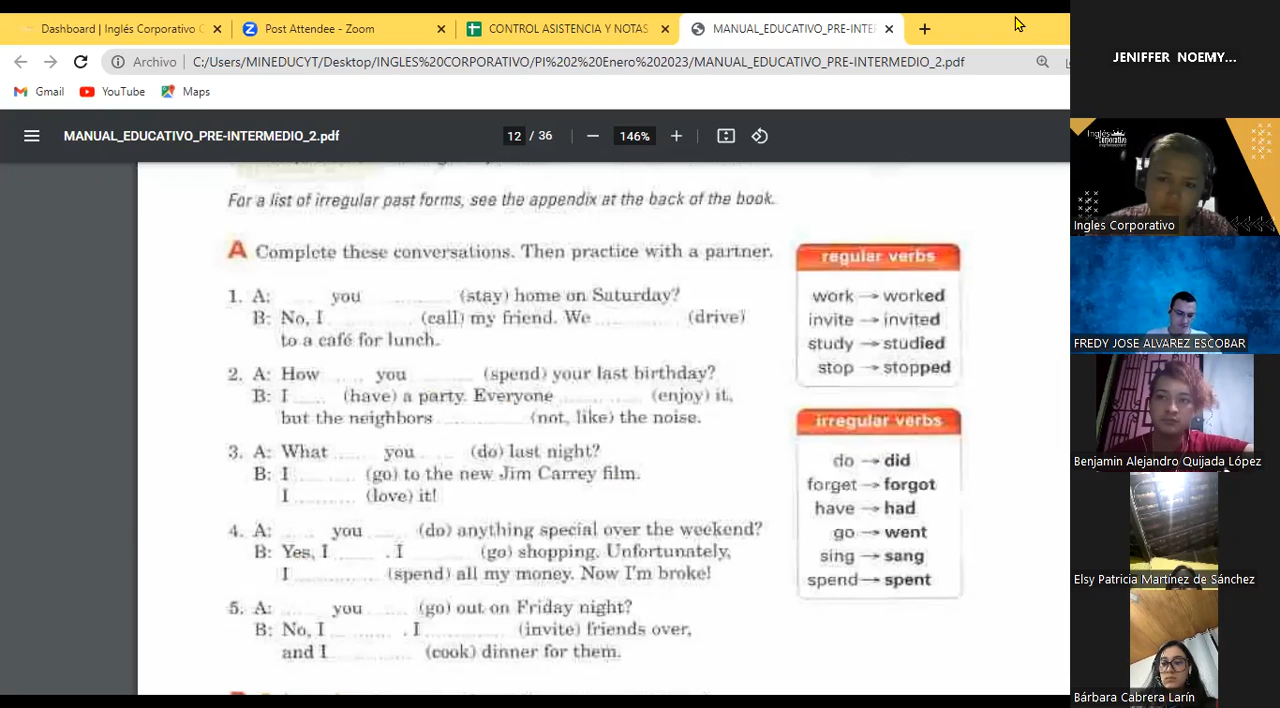 Dashboard | Inglés Corporativo C
Post Attendee - Zoom
CONTROL ASISTENCIA Y NOTAS
MANUAL_EDUCATIVO_PRE-INTER
Archivo
C:/Users/MINEDUCYT/Desktop/INGLES%20CORPORATIVO/PI%202%20Enero%202023/MANUAL_EDUCATIVO_PRE-INTERMEDIO_2.pdf
Gmail YouTube Maps
MANUAL_EDUCATIVO_PRE-INTERMEDIO_2.pdf
12 / 36
146%
For a list of irregular past forms, see the appendix at the back of the book.
A Complete these conversations. Then practice with a partner.
1. A: ........ you ........ (stay) home on Saturday?
B: No, I ........ (call) my friend. We ........ (drive)
to a café for lunch.
2. A: How ........ you ........ (spend) your last birthday?
B: I ........ (have) a party. Everyone ........ (enjoy) it,
but the neighbors ........ (not, like) the noise.
3. A: What ........ you ........ (do) last night?
B: I ........ (go) to the new Jim Carrey film.
I ........ (love) it!
4. A: ........ you ........ (do) anything special over the weekend?
B: Yes, I ........ . I ........ (go) shopping. Unfortunately,
I ........ (spend) all my money. Now I'm broke!
5. A: ........ you ........ (go) out on Friday night?
B: No, I ........ . I ........ (invite) friends over,
and I ........ (cook) dinner for them.
regular verbs
work → worked
invite → invited
study → studied
stop → stopped
irregular verbs
do → did
forget → forgot
have → had
go → went
sing → sang
spend → spent
JENIFFER NOEMY...
Inglés
Corporativo
Ingles Corporativo
FREDY JOSE ALVAREZ ESCOBAR
Benjamin Alejandro Quijada López
Elsy Patricia Martínez de Sánchez
Bárbara Cabrera Larín